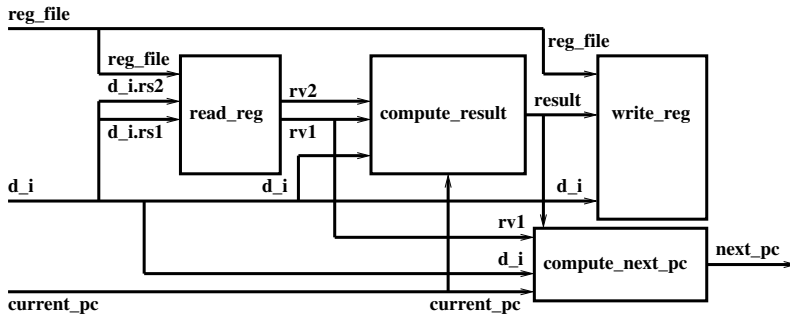 reg_file
reg_file
reg_file
d_i.rs2
rv2
result
read_reg
compute_result
write_reg
d_i.rs1
rv1
d_i
d_i
d_i
rv1
next_pc
d_i
compute_next_pc
current_pc
current_pc